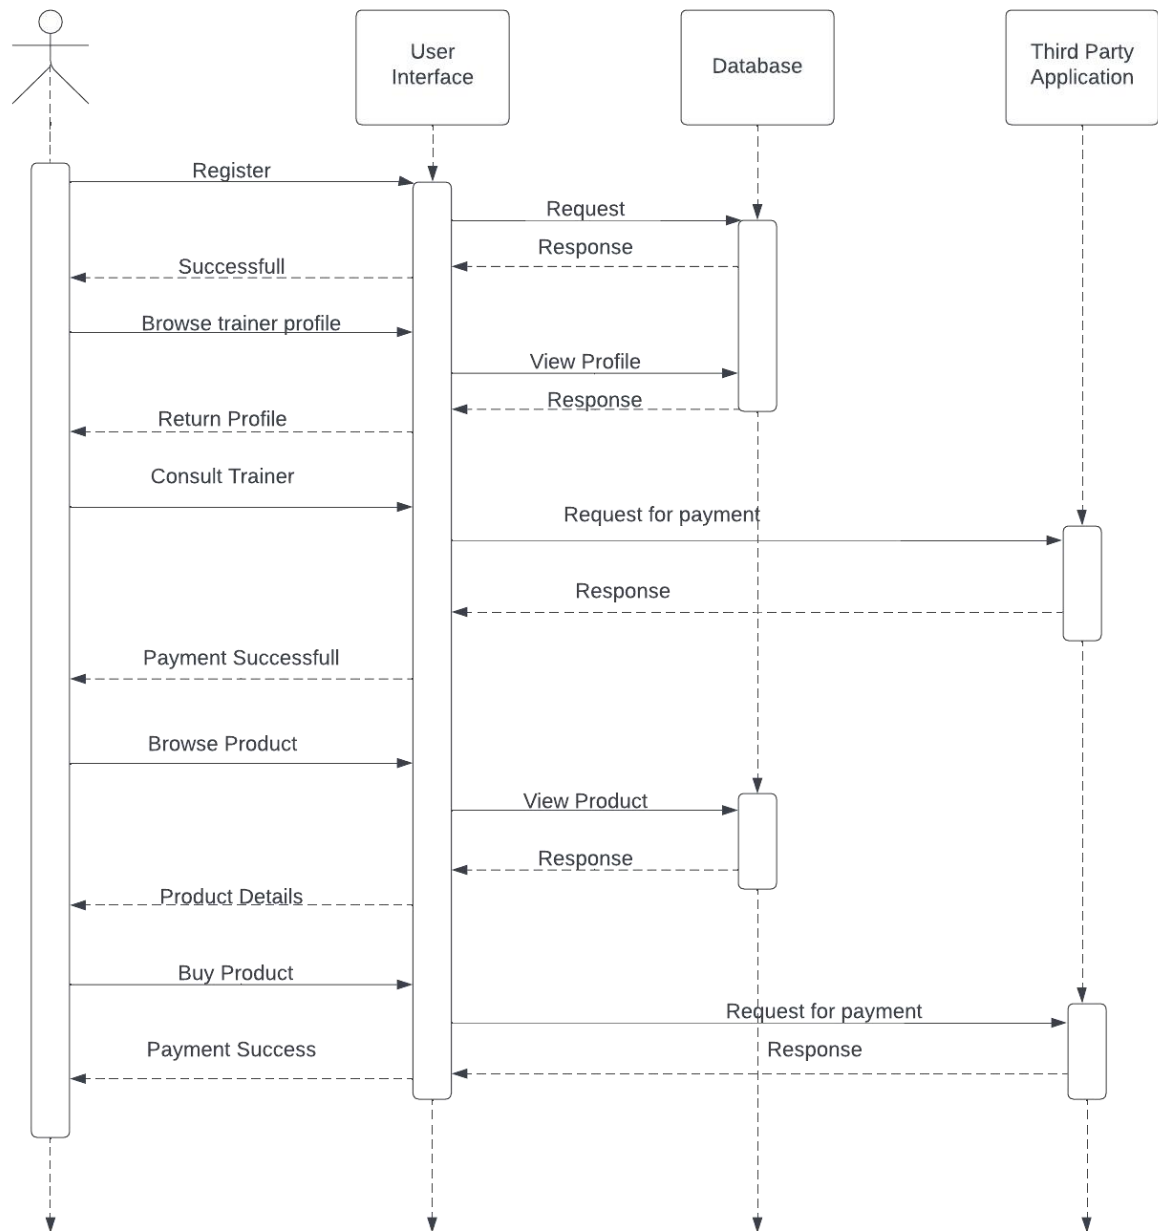 User
Interface
Database
Third Party
Application
Register
Request
Response
Successfull
Browse trainer profile
View Profile
Response
Return Profile
Consult Trainer
Request for payment
Response
Payment Successfull
Browse Product
View Product
Response
Product Details
Buy Product
Request for payment
Response
Payment Success